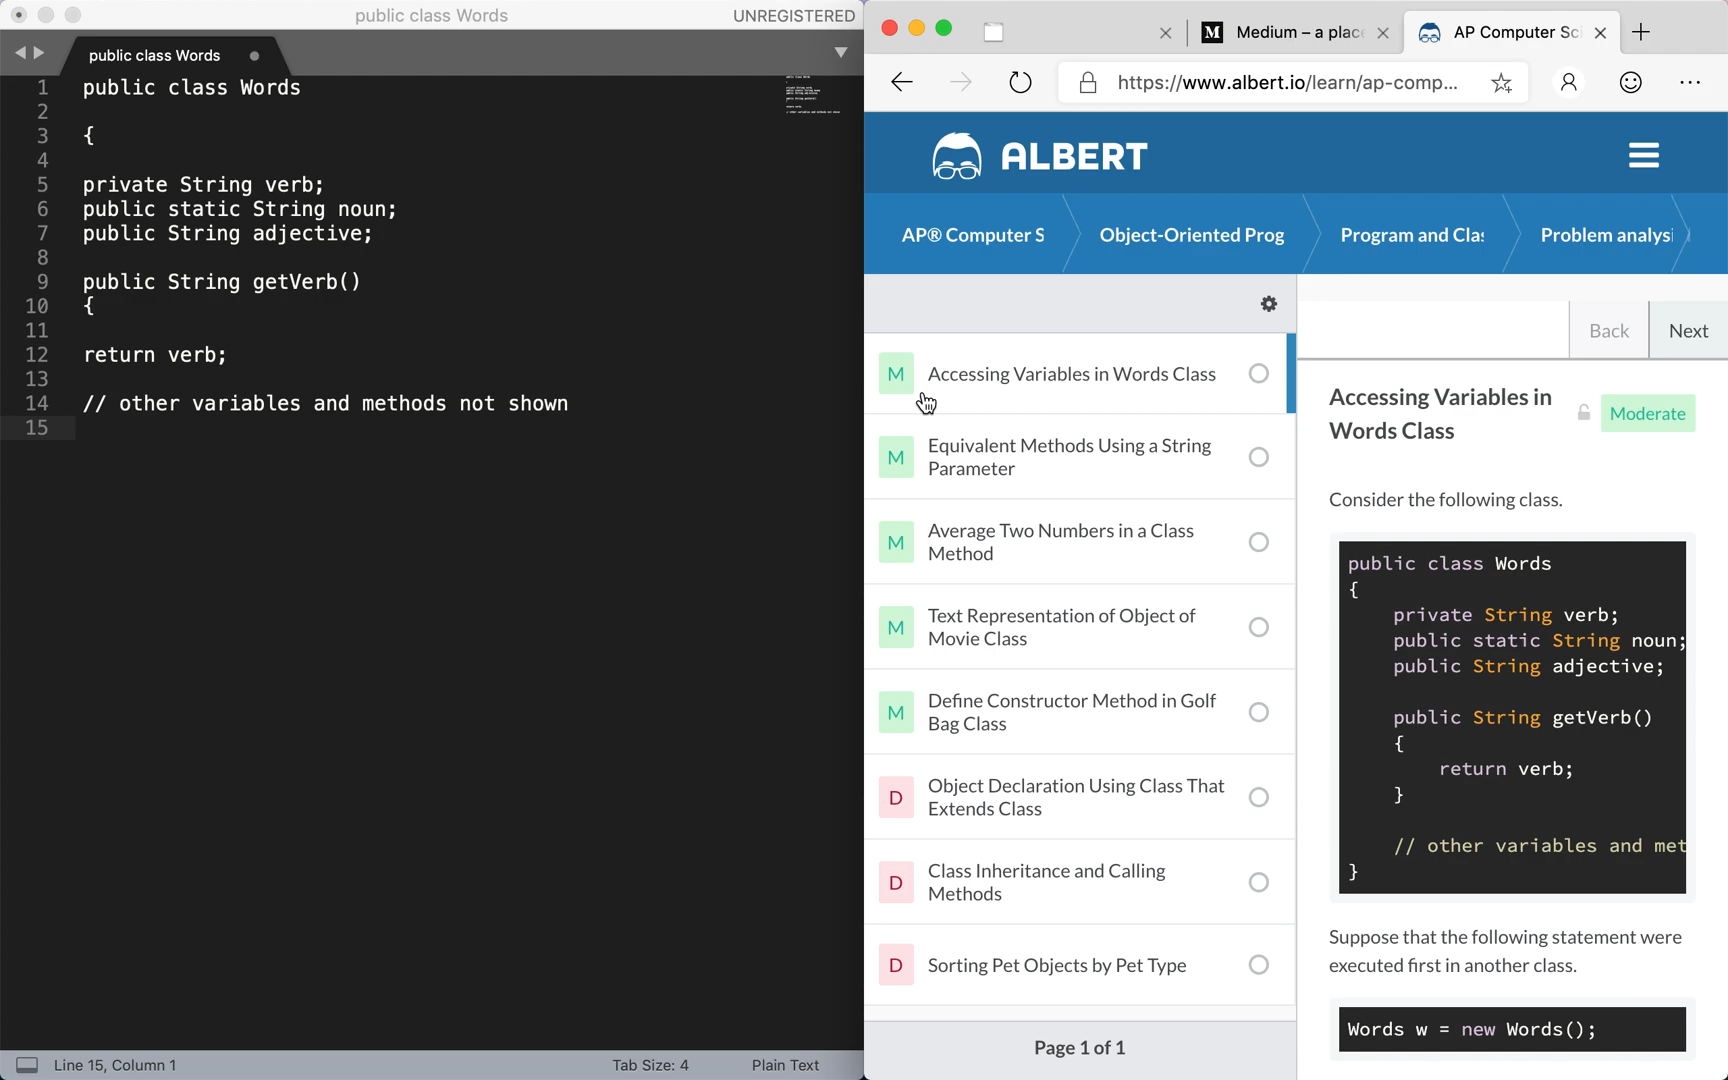 public class Words
UNREGISTERED
public class Words
1 public class Words
2
3 {
4
5 private String verb;
6 public static String noun;
7 public String adjective;
8
9 public String getVerb()
10 {
11
12 return verb;
13
14 // other variables and methods not shown
15
Line 15, Column 1
Tab Size: 4
Plain Text
M Medium – a place
AP Computer Sci
https://www.albert.io/learn/ap-comp...
ALBERT
AP® Computer S
Object-Oriented Prog
Program and Clas
Problem analysi
M Accessing Variables in Words Class
M Equivalent Methods Using a String
Parameter
M Average Two Numbers in a Class
Method
M Text Representation of Object of
Movie Class
M Define Constructor Method in Golf
Bag Class
D Object Declaration Using Class That
Extends Class
D Class Inheritance and Calling
Methods
D Sorting Pet Objects by Pet Type
Page 1 of 1
Back
Next
Accessing Variables in
Words Class
Moderate
Consider the following class.
public class Words
{
private String verb;
public static String noun;
public String adjective;
public String getVerb()
{
return verb;
}
// other variables and met
}
Suppose that the following statement were
executed first in another class.
Words w = new Words();